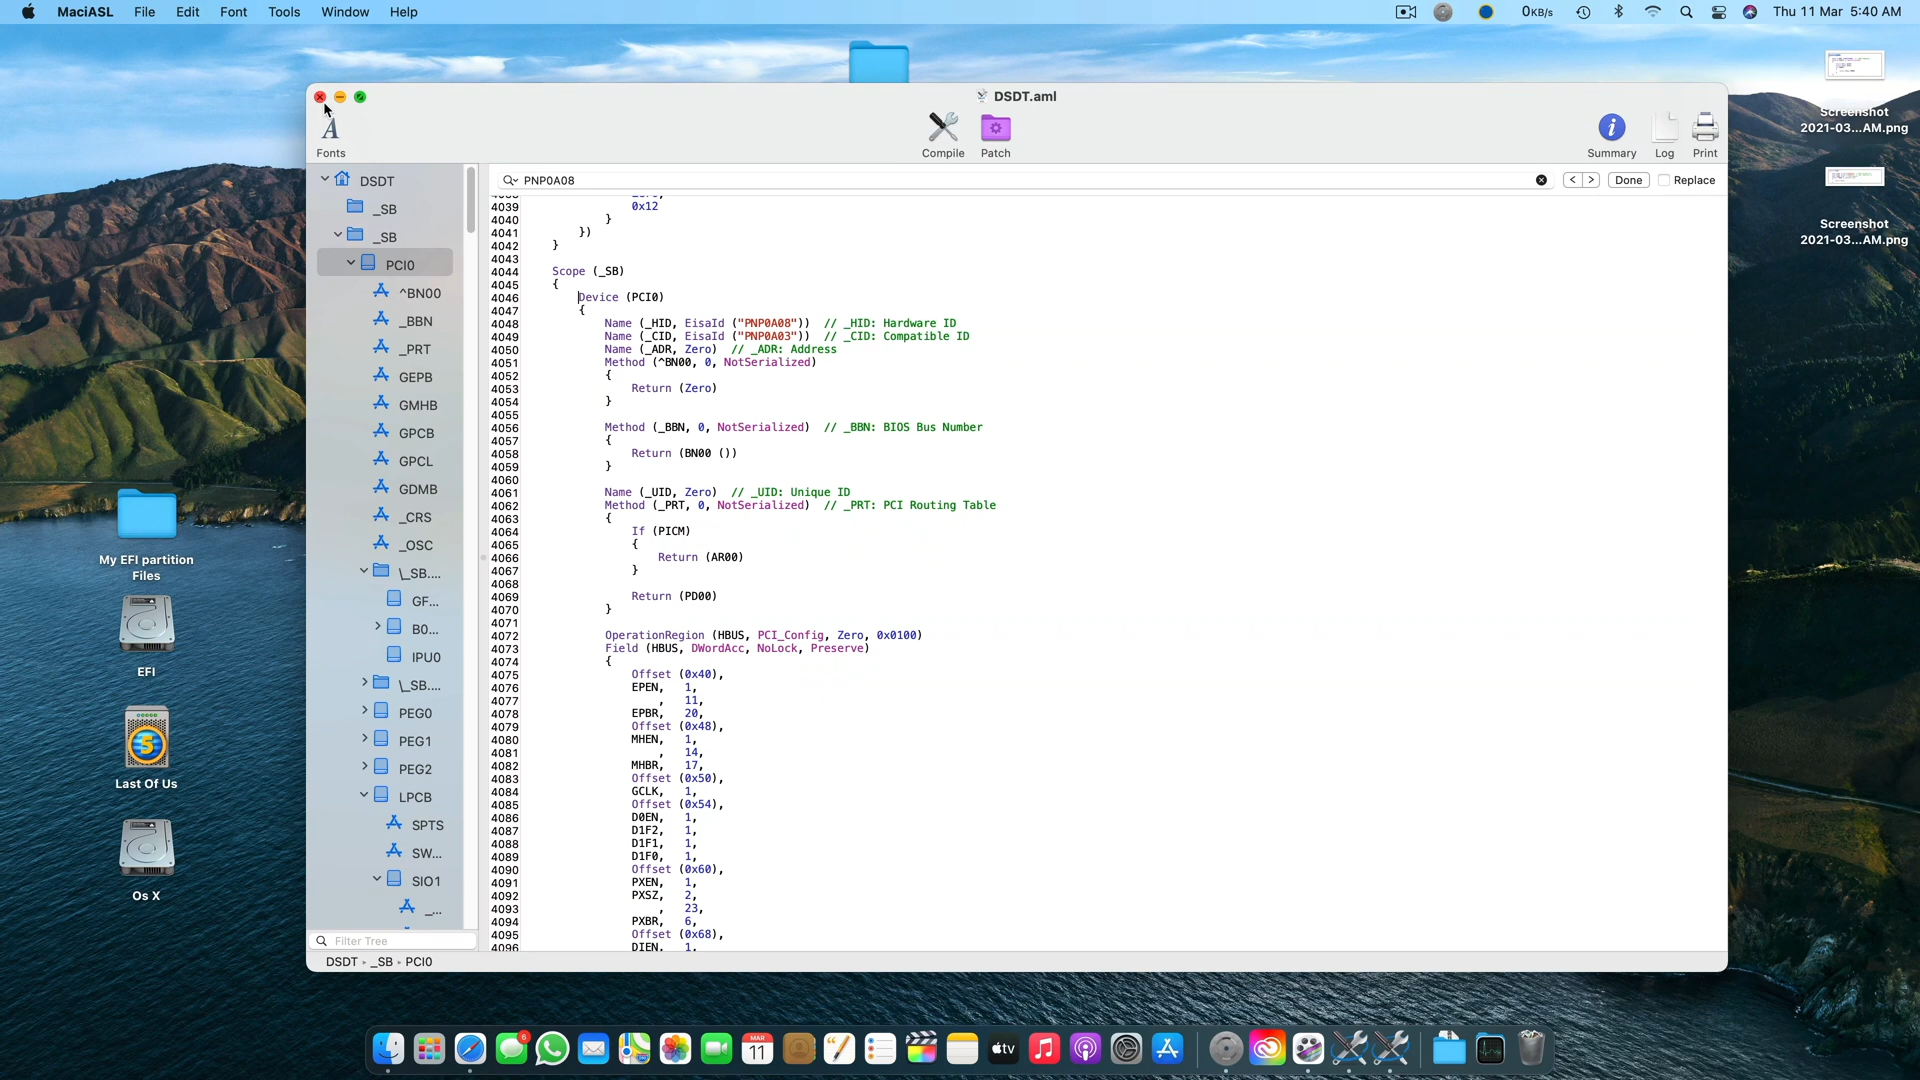 MaciASL File Edit Font Tools Window Help
0KB/s Thu 11 Mar 5:40 AM
DSDT.aml
Fonts
Compile Patch
Summary Log Print
PNP0A08
Done Replace
DSDT
_SB
_SB
PCI0
^BN00
_BBN
_PRT
GEPB
GMHB
GPCB
GPCL
GDMB
_CRS
_OSC
\_SB....
GF...
B0...
IPU0
\_SB....
PEG0
PEG1
PEG2
LPCB
SPTS
SW...
SIO1
_...
Filter Tree
DSDT _SB PCI0
4039 0x12
4040 }
4041 })
4042 }
4043
4044 Scope (_SB)
4045 {
4046 Device (PCI0)
4047 {
4048 Name (_HID, EisaId ("PNP0A08")) // _HID: Hardware ID
4049 Name (_CID, EisaId ("PNP0A03")) // _CID: Compatible ID
4050 Name (_ADR, Zero) // _ADR: Address
4051 Method (^BN00, 0, NotSerialized)
4052 {
4053 Return (Zero)
4054 }
4055
4056 Method (_BBN, 0, NotSerialized) // _BBN: BIOS Bus Number
4057 {
4058 Return (BN00 ())
4059 }
4060
4061 Name (_UID, Zero) // _UID: Unique ID
4062 Method (_PRT, 0, NotSerialized) // _PRT: PCI Routing Table
4063 {
4064 If (PICM)
4065 {
4066 Return (AR00)
4067 }
4068
4069 Return (PD00)
4070 }
4071
4072 OperationRegion (HBUS, PCI_Config, Zero, 0x0100)
4073 Field (HBUS, DWordAcc, NoLock, Preserve)
4074 {
4075 Offset (0x40),
4076 EPEN, 1,
4077 , 11,
4078 EPBR, 20,
4079 Offset (0x48),
4080 MHEN, 1,
4081 , 14,
4082 MHBR, 17,
4083 Offset (0x50),
4084 GCLK, 1,
4085 Offset (0x54),
4086 D0EN, 1,
4087 D1F2, 1,
4088 D1F1, 1,
4089 D1F0, 1,
4090 Offset (0x60),
4091 PXEN, 1,
4092 PXSZ, 2,
4093 , 23,
4094 PXBR, 6,
4095 Offset (0x68),
4096 DIEN, 1,
My EFI partition
Files
EFI
Last Of Us
Os X
Screenshot
2021-03...AM.png
Screenshot
2021-03...AM.png
6
MAR
11
tv